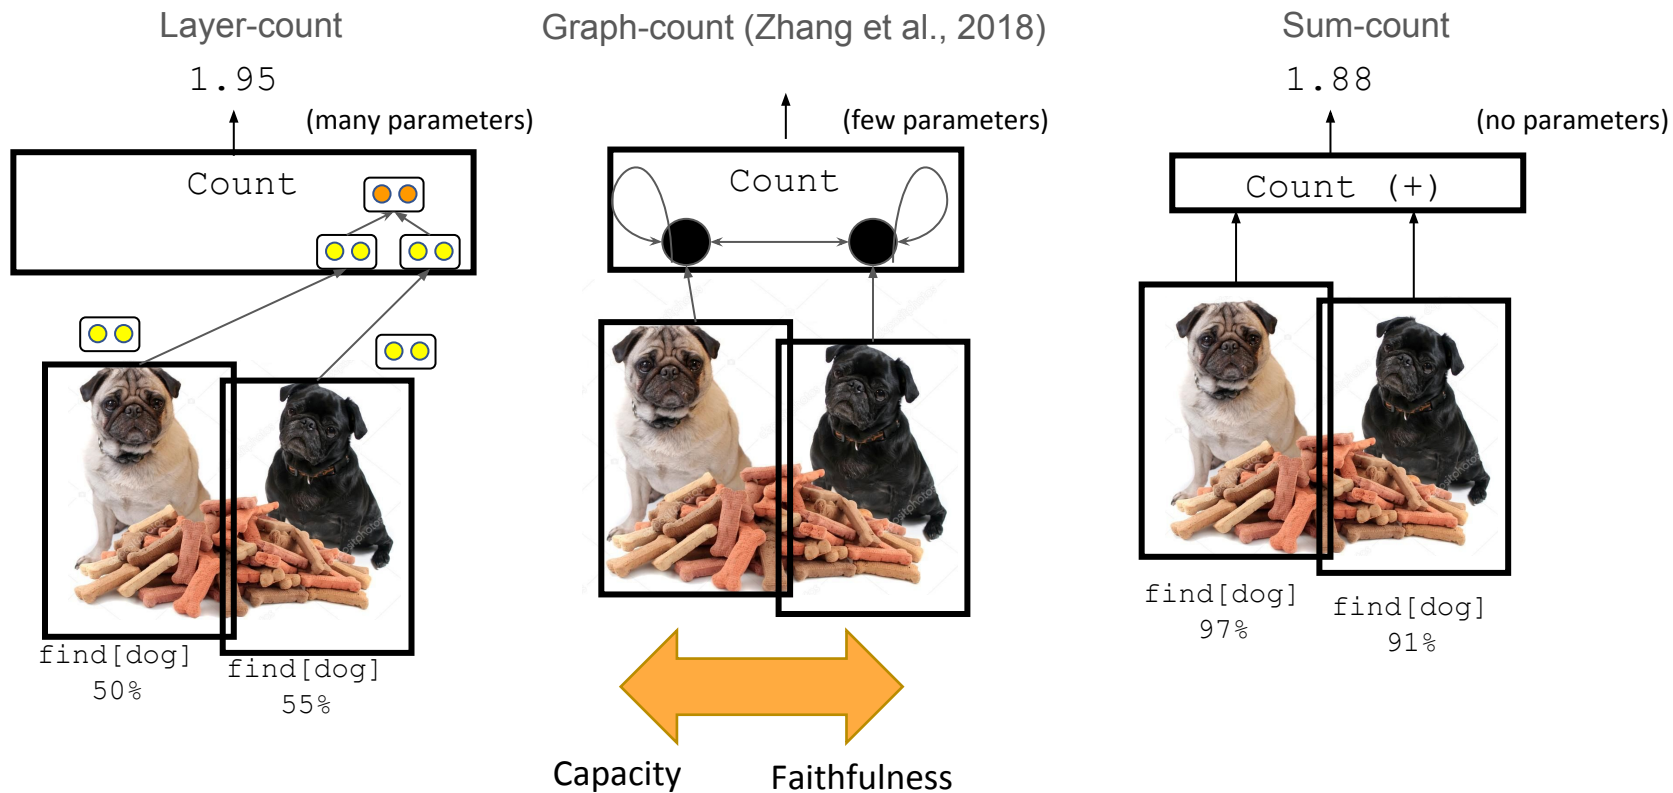 Layer-count
1.95
(many parameters)
Count
find[dog]
50%
find[dog]
55%
Graph-count (Zhang et al., 2018)
(few parameters)
Count
Capacity
Faithfulness
Sum-count
1.88
(no parameters)
Count (+)
find[dog]
97%
find[dog]
91%